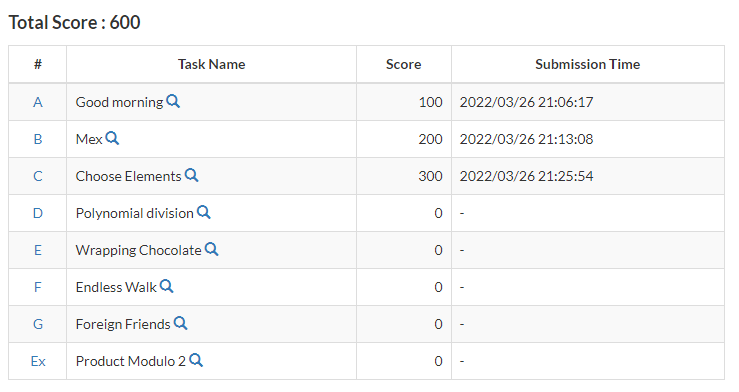 Total Score : 600
# Task Name Score Submission Time
A Good morning 100 2022/03/26 21:06:17
B Mex 200 2022/03/26 21:13:08
C Choose Elements 300 2022/03/26 21:25:54
D Polynomial division 0 -
E Wrapping Chocolate 0 -
F Endless Walk 0 -
G Foreign Friends 0 -
Ex Product Modulo 2 0 -